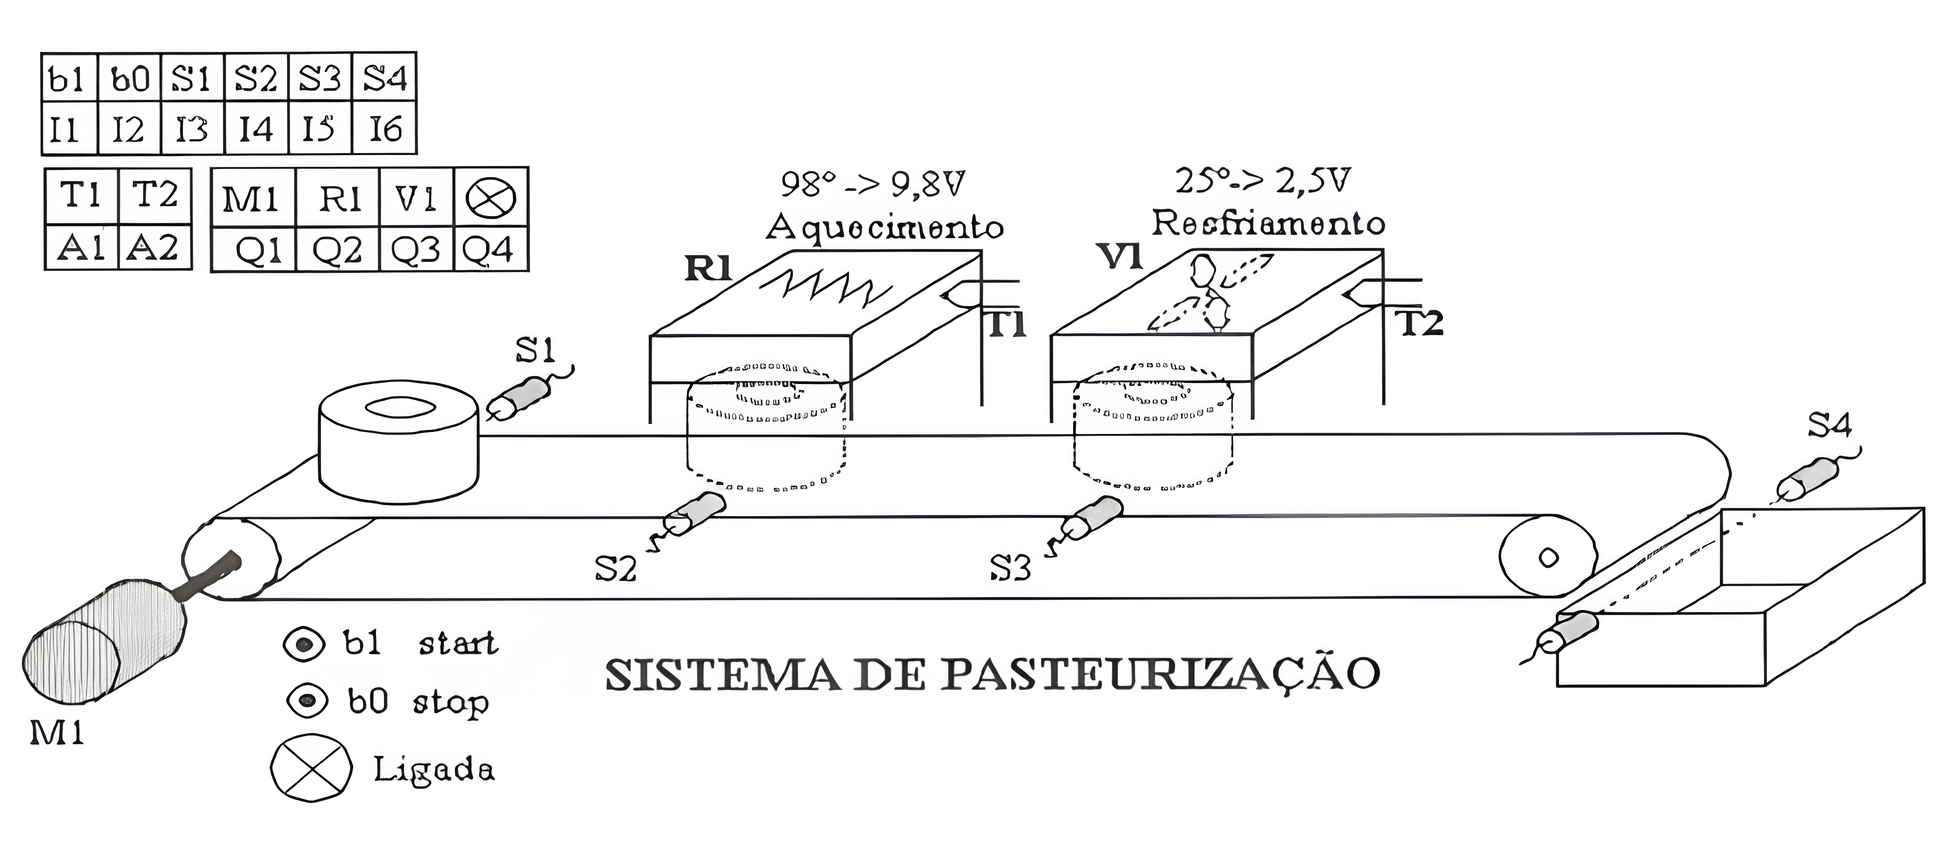 b1 b0 S1 S2 S3 S4
I1 I2 I3 I4 I5 I6
T1 T2
A1 A2
M1 R1 V1
Q1 Q2 Q3 Q4
98° -> 9,8V
Aquecimento
R1
T1
25°-> 2,5V
Resfriamento
V1
T2
S1
S2
S3
S4
M1
b1 start
b0 stop
Ligada
SISTEMA DE PASTEURIZAÇÃO